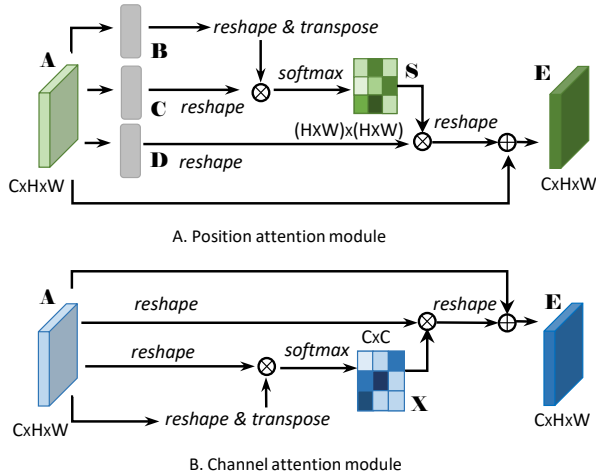 reshape & transpose
B
A
softmax
S
E
C
reshape
(HxW)x(HxW)
reshape
D
reshape
CxHxW
CxHxW
A. Position attention module
A
reshape
reshape
E
CxC
reshape
softmax
X
reshape & transpose
CxHxW
CxHxW
B. Channel attention module